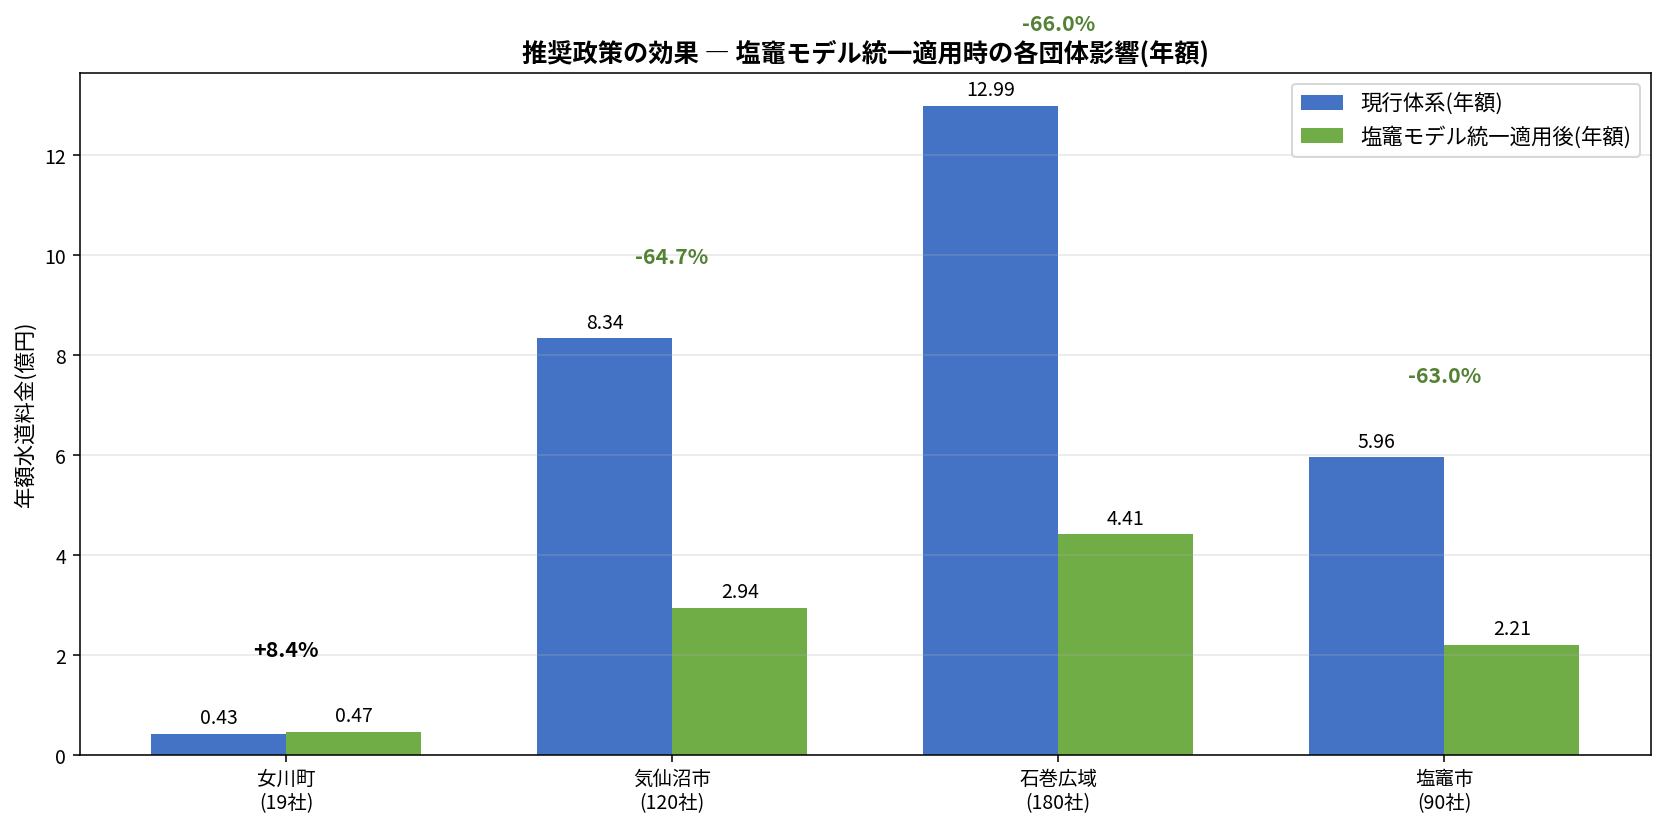 -66.0%
推奨政策の効果 — 塩竈モデル統一適用時の各団体影響(年額)
現行体系(年額)
塩竈モデル統一適用後(年額)
年額水道料金(億円)
12
10
8
6
4
2
0
12.99
-64.7%
8.34
-63.0%
5.96
4.41
2.94
2.21
+8.4%
0.43
0.47
女川町
(19社)
気仙沼市
(120社)
石巻広域
(180社)
塩竈市
(90社)